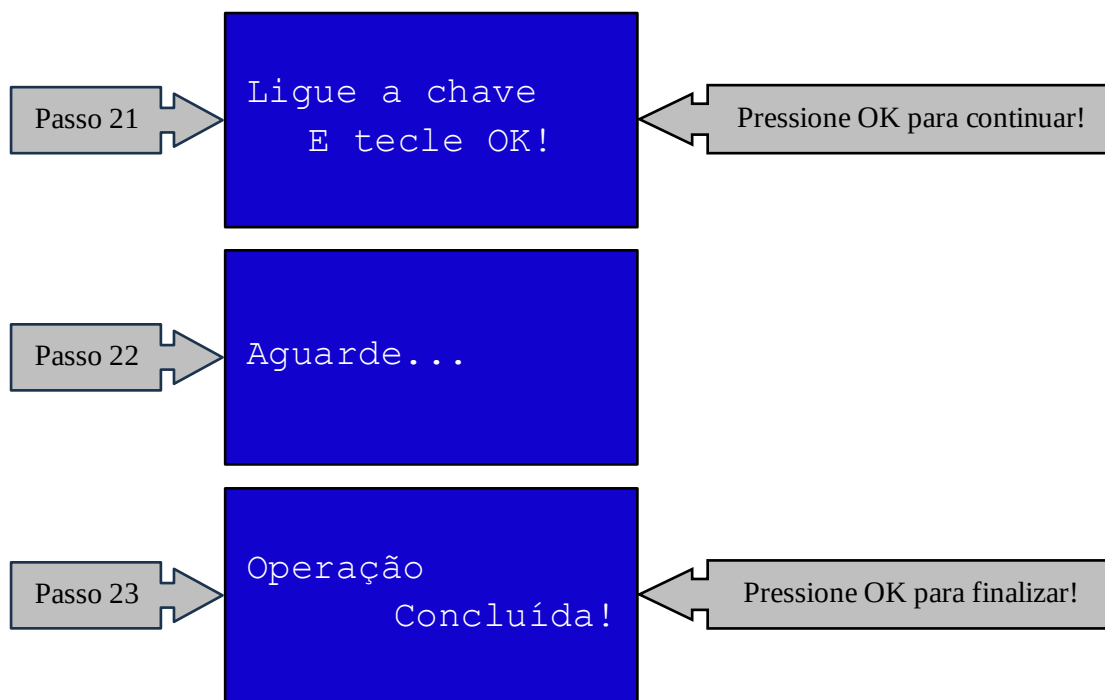 Passo 21
Ligue a chave
E tecle OK!
Pressione OK para continuar!
Passo 22
Aguarde...
Passo 23
Operação
Concluída!
Pressione OK para finalizar!